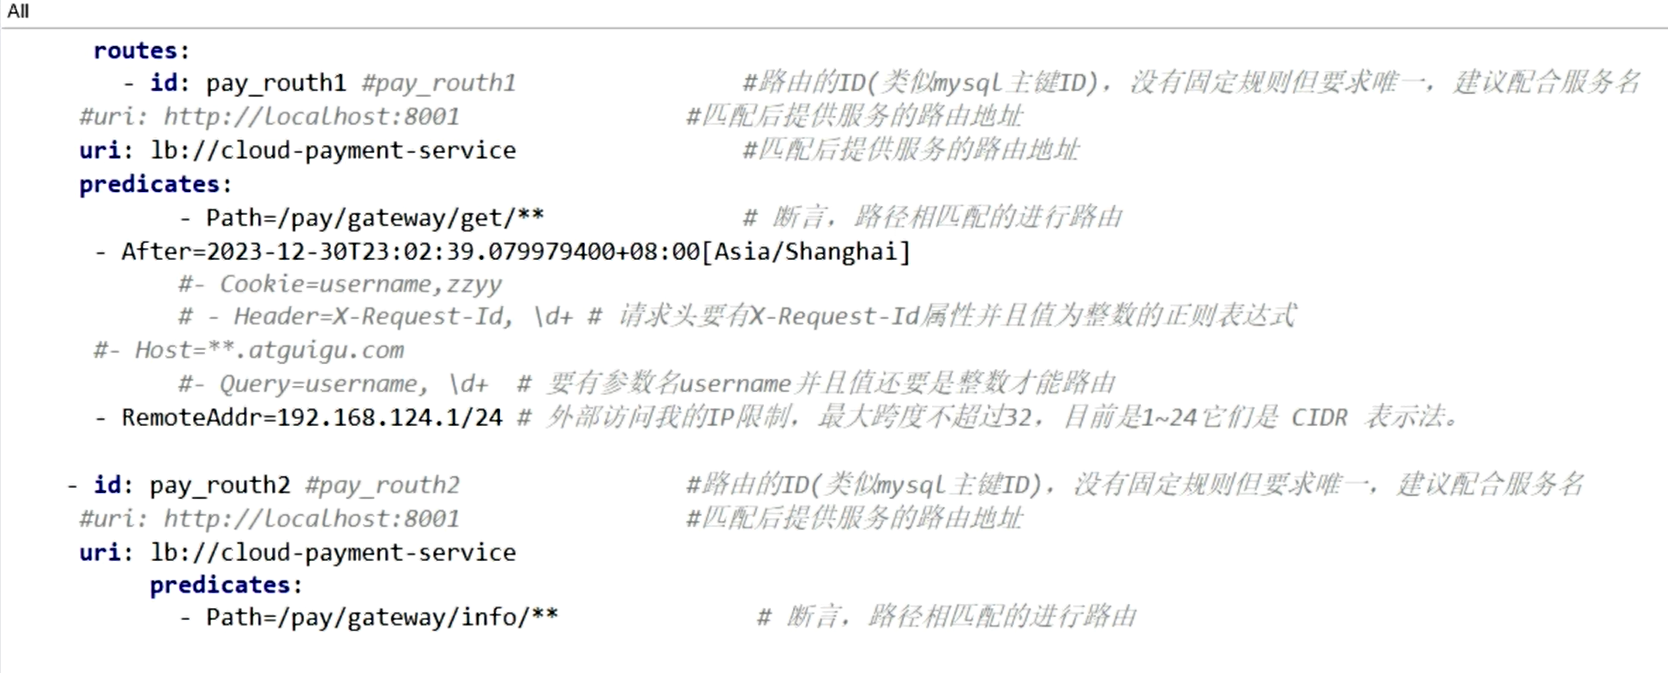 All
routes:
- id: pay_routh1 #pay_routh1 #路由的ID(类似mysql主键ID)，没有固定规则但要求唯一，建议配合服务名
#uri: http://localhost:8001 #匹配后提供服务的路由地址
uri: lb://cloud-payment-service #匹配后提供服务的路由地址
predicates:
- Path=/pay/gateway/get/** # 断言，路径相匹配的进行路由
- After=2023-12-30T23:02:39.079979400+08:00[Asia/Shanghai]
#- Cookie=username,zzyy
# - Header=X-Request-Id, \d+ # 请求头要有X-Request-Id属性并且值为整数的正则表达式
#- Host=**.atguigu.com
#- Query=username, \d+ # 要有参数名username并且值还要是整数才能路由
- RemoteAddr=192.168.124.1/24 # 外部访问我的IP限制，最大跨度不超过32，目前是1~24它们是 CIDR 表示法。
- id: pay_routh2 #pay_routh2 #路由的ID(类似mysql主键ID)，没有固定规则但要求唯一，建议配合服务名
#uri: http://localhost:8001 #匹配后提供服务的路由地址
uri: lb://cloud-payment-service
predicates:
- Path=/pay/gateway/info/** # 断言，路径相匹配的进行路由